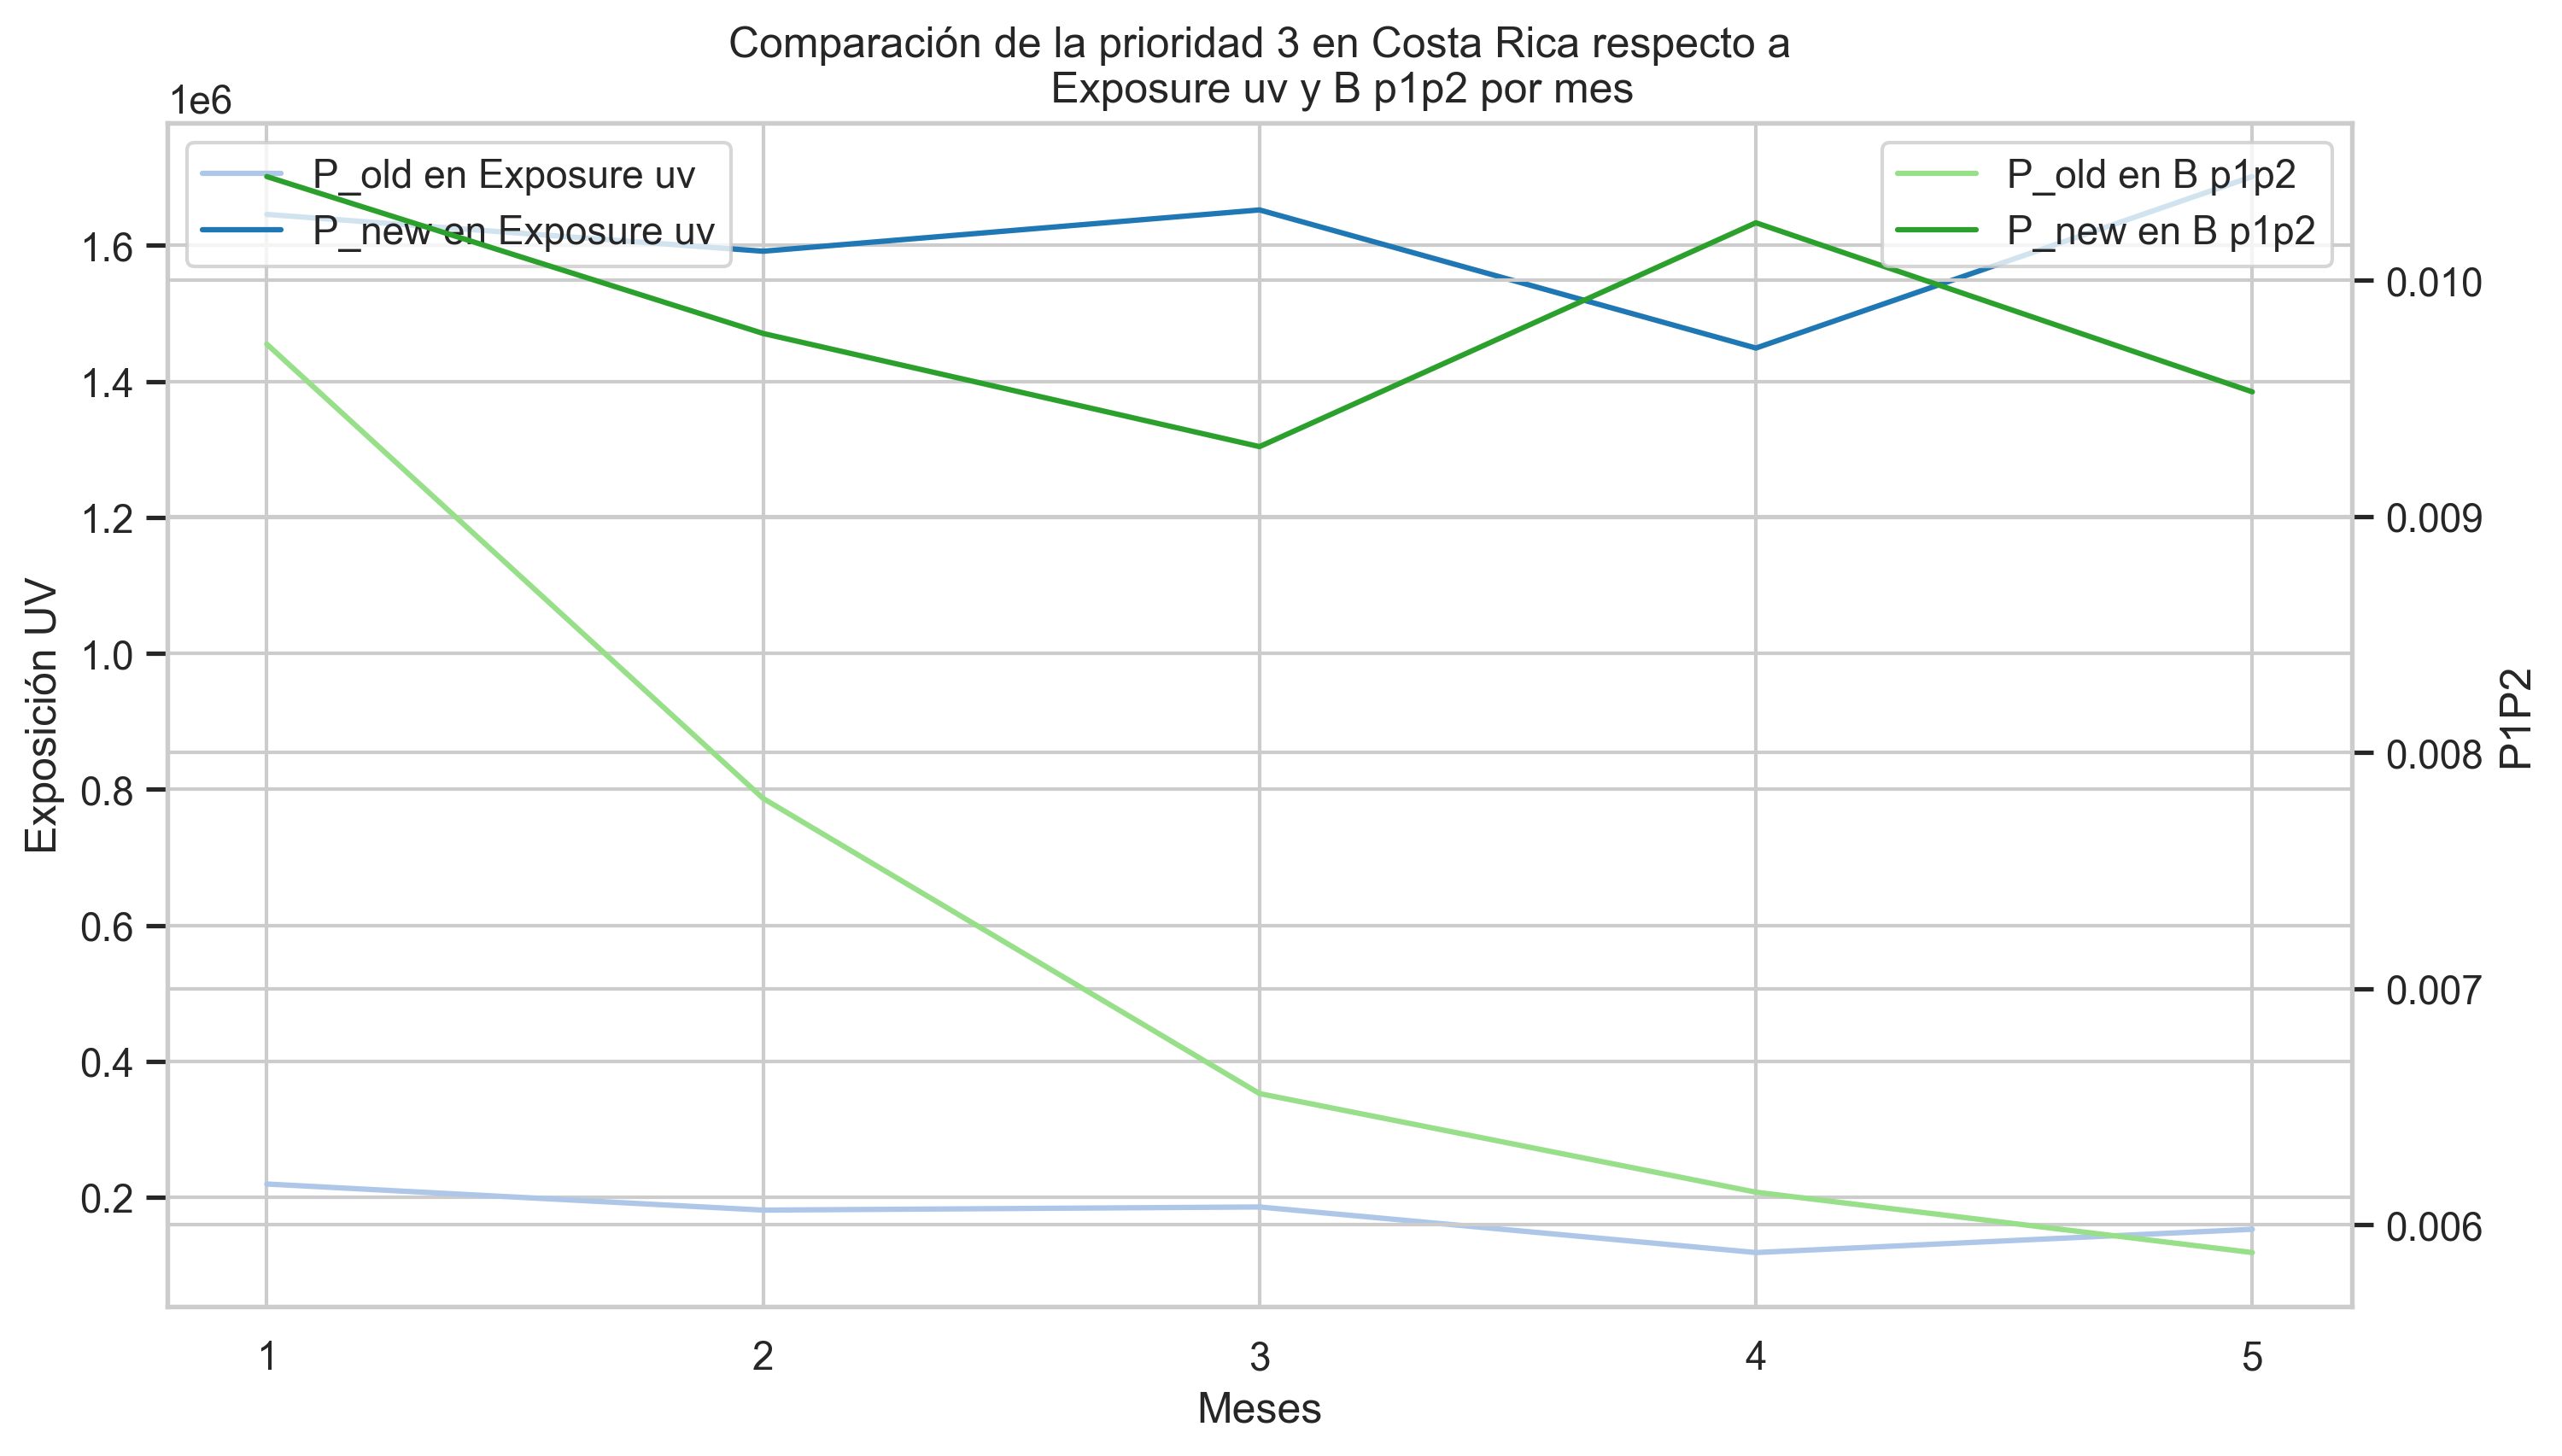 Comparación de la prioridad 3 en Costa Rica respecto a
Exposure uv y B p1p2 por mes
1e6
P_old en Exposure uv
P_new en Exposure uv
P_old en B p1p2
P_new en B p1p2
1.6
1.4
1.2
1.0
0.8
0.6
0.4
0.2
Exposición UV
0.010
0.009
0.008
0.007
0.006
P1P2
1
2
3
4
5
Meses